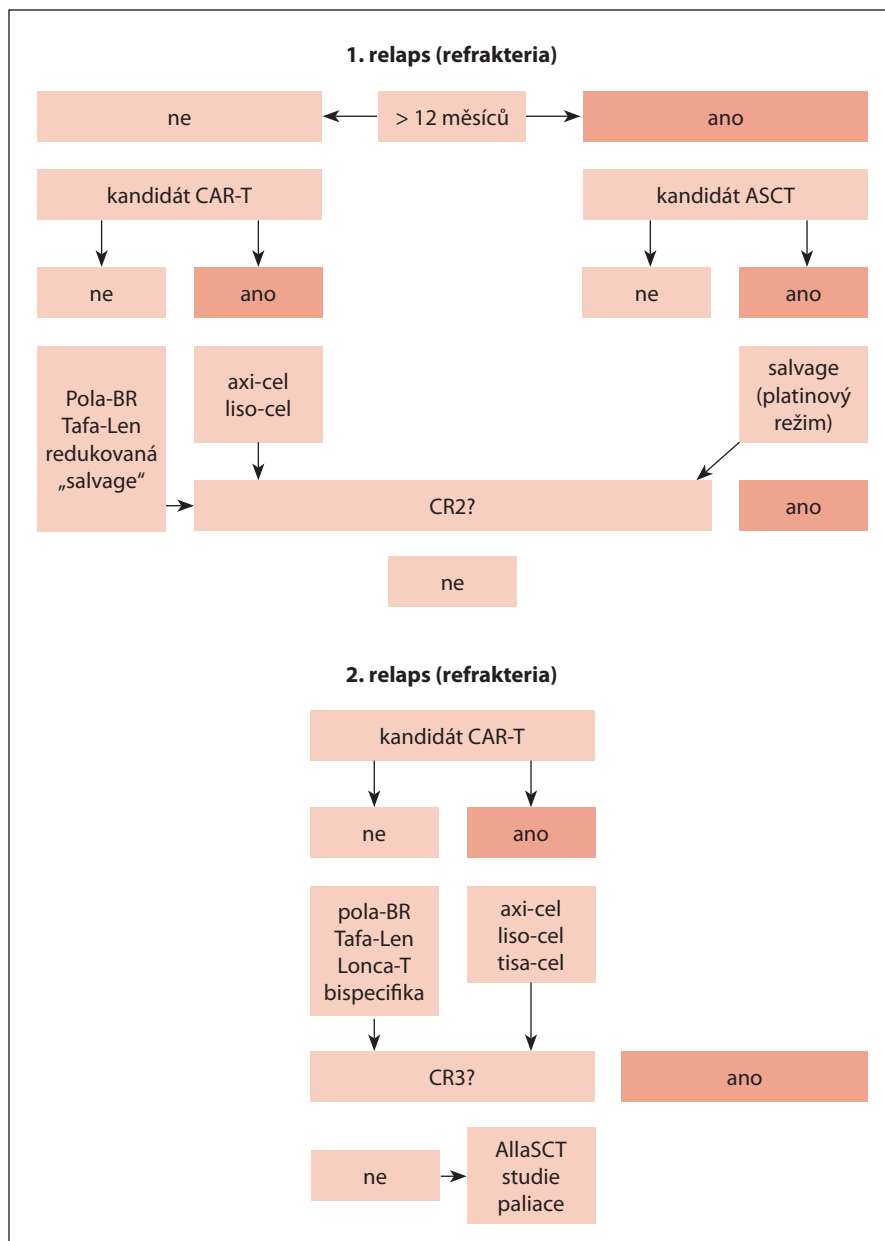 1. relaps (refrakteria)
ne
> 12 měsíců
ano
kandidát CAR-T
kandidát ASCT
ne
ano
ne
ano
Pola-BR
Tafa-Len
redukovaná
„salvage“
axi-cel
liso-cel
salvage
(platinový
režim)
CR2?
ano
ne
2. relaps (refrakteria)
kandidát CAR-T
ne
ano
pola-BR
Tafa-Len
Lonca-T
bispecifika
axi-cel
liso-cel
tisa-cel
CR3?
ano
ne
AllaSCT
studie
paliace